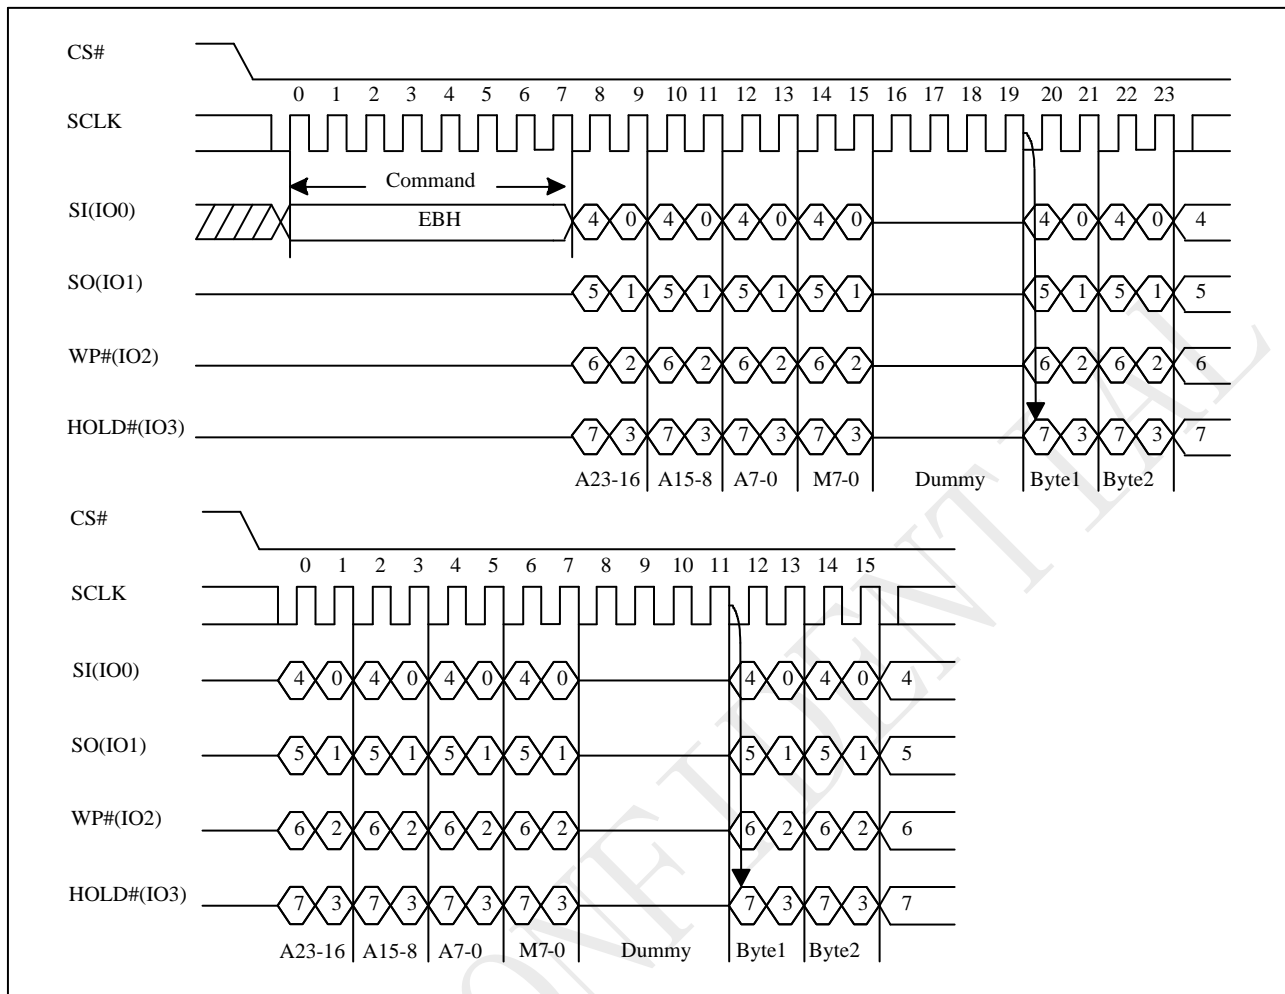 CS#
0 1 2 3 4 5 6 7 8 9 10 11 12 13 14 15 16 17 18 19 20 21 22 23
SCLK
Command
SI(IO0) EBH 4 0 4 0 4 0 4 0 4 0 4 0 4
SO(IO1) 5 1 5 1 5 1 5 1 5 1 5 1 5
WP#(IO2) 6 2 6 2 6 2 6 2 6 2 6 2 6
HOLD#(IO3) 7 3 7 3 7 3 7 3 7 3 7 3 7
A23-16 A15-8 A7-0 M7-0 Dummy Byte1 Byte2
CS#
0 1 2 3 4 5 6 7 8 9 10 11 12 13 14 15
SCLK
SI(IO0) 4 0 4 0 4 0 4 0 4 0 4 0 4
SO(IO1) 5 1 5 1 5 1 5 1 5 1 5 1 5
WP#(IO2) 6 2 6 2 6 2 6 2 6 2 6 2 6
HOLD#(IO3) 7 3 7 3 7 3 7 3 7 3 7 3 7
A23-16 A15-8 A7-0 M7-0 Dummy Byte1 Byte2
ONFIDENTIAL